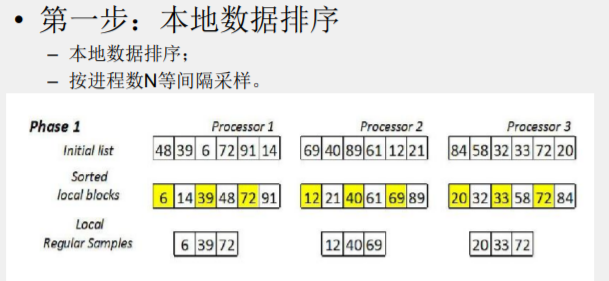 • 第一步：本地数据排序
– 本地数据排序；
– 按进程数N等间隔采样。
Phase 1 Processor 1 Processor 2 Processor 3
Initial list 48 39 6 72 91 14 69 40 89 61 12 21 84 58 32 33 72 20
Sorted
local blocks 6 14 39 48 72 91 12 21 40 61 69 89 20 32 33 58 72 84
Local
Regular Samples 6 39 72 12 40 69 20 33 72